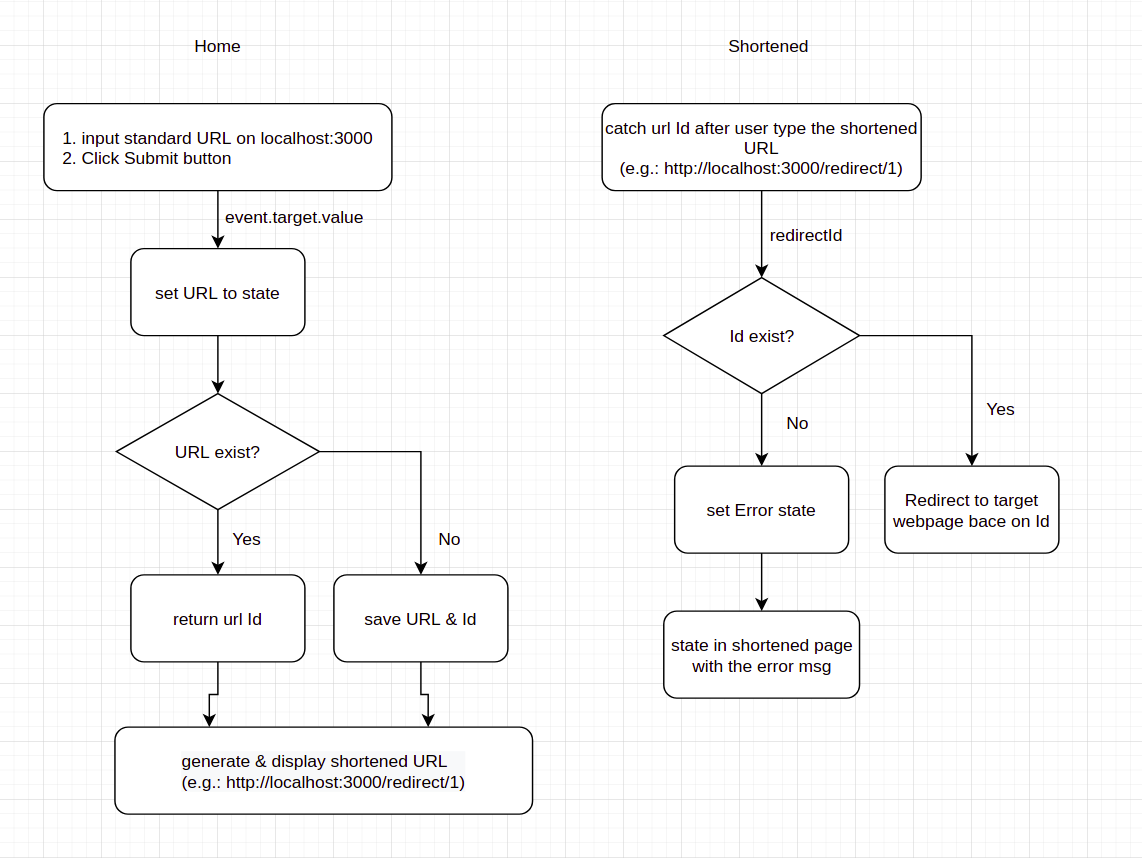 Home
1. input standard URL on localhost:3000
2. Click Submit button
event.target.value
set URL to state
URL exist?
Yes
No
return url Id
save URL & Id
generate & display shortened URL
(e.g.: http://localhost:3000/redirect/1)
Shortened
catch url Id after user type the shortened
URL
(e.g.: http://localhost:3000/redirect/1)
redirectId
Id exist?
No
Yes
set Error state
Redirect to target
webpage bace on Id
state in shortened page
with the error msg